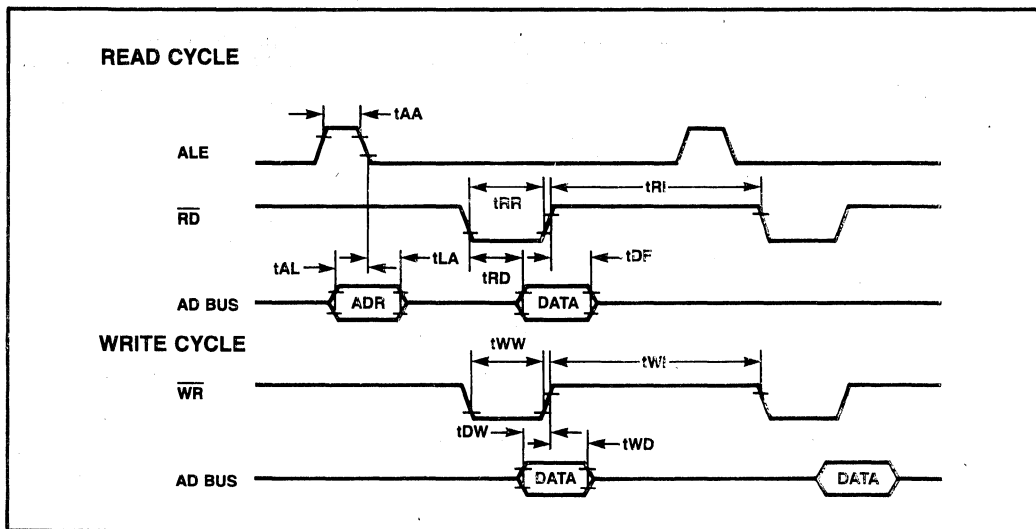 READ CYCLE
tAA
ALE
tRR
tRI
RD
tAL
tLA
tRD
tDF
AD BUS
ADR
DATA
WRITE CYCLE
tWW
tWI
WR
tDW
tWD
AD BUS
DATA
DATA